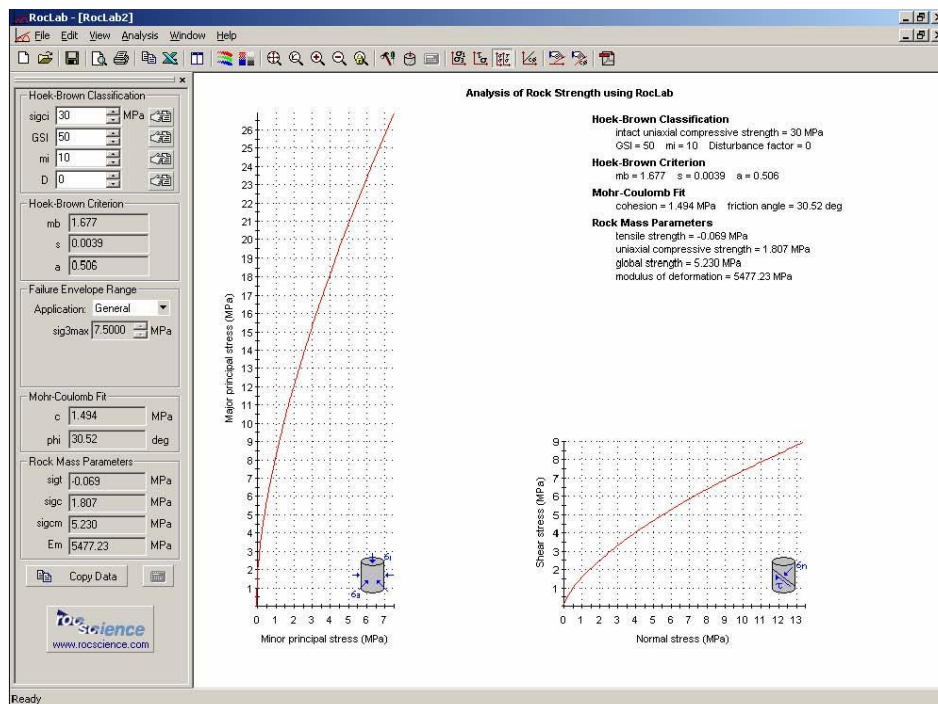 RocLab - [RocLab2]
File Edit View Analysis Window Help
Hoek-Brown Classification
sigci 30 MPa
GSI 50
mi 10
D 0
Hoek-Brown Criterion
mb 1.677
s 0.0039
a 0.506
Failure Envelope Range
Application: General
sig3max 7.5000 MPa
Mohr-Coulomb Fit
c 1.494 MPa
phi 30.52 deg
Rock Mass Parameters
sigt -0.069 MPa
sigc 1.807 MPa
sigcm 5.230 MPa
Em 5477.23 MPa
Copy Data
rocscience
www.rocscience.com
Analysis of Rock Strength using RocLab
Hoek-Brown Classification
intact uniaxial compressive strength = 30 MPa
GSI = 50 mi = 10 Disturbance factor = 0
Hoek-Brown Criterion
mb = 1.677 s = 0.0039 a = 0.506
Mohr-Coulomb Fit
cohesion = 1.494 MPa friction angle = 30.52 deg
Rock Mass Parameters
tensile strength = -0.069 MPa
uniaxial compressive strength = 1.807 MPa
global strength = 5.230 MPa
modulus of deformation = 5477.23 MPa
Major principal stress (MPa)
26
25
24
23
22
21
20
19
18
17
16
15
14
13
12
11
10
9
8
7
6
5
4
3
2
1
0 1 2 3 4 5 6 7
Minor principal stress (MPa)
σ1
σ3
Shear stress (MPa)
9
8
7
6
5
4
3
2
1
0 1 2 3 4 5 6 7 8 9 10 11 12 13
Normal stress (MPa)
σn
τ
Ready